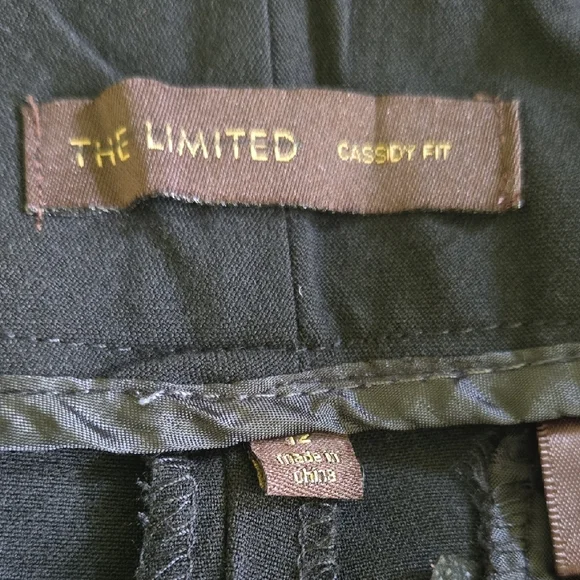 THE LIMITED CASSIDY FIT
12
made in
China